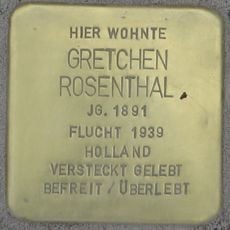 HIER WOHNTE
GRETCHEN
ROSENTHAL
JG. 1891
FLUCHT 1939
HOLLAND
VERSTECKT GELEBT
BEFREIT / ÜBERLEBT